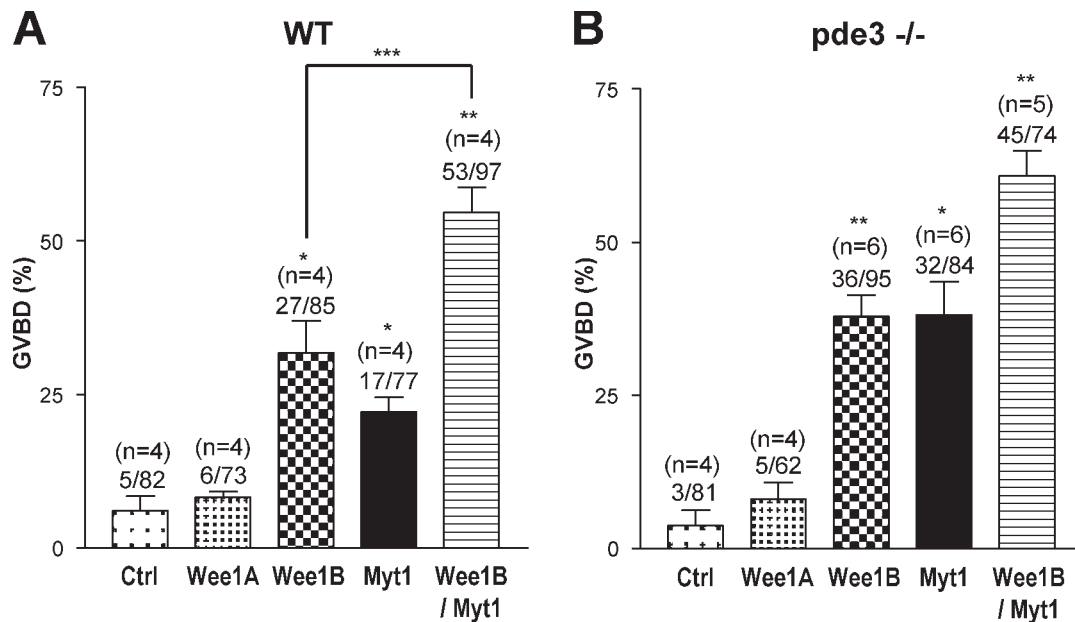 A
WT
GVBD (%)
75
50
25
0
***
(n=4)
5/82
(n=4)
6/73
*
(n=4)
27/85
*
(n=4)
17/77
**
(n=4)
53/97
Ctrl
Wee1A
Wee1B
Myt1
Wee1B
/ Myt1
B
pde3 -/-
GVBD (%)
75
50
25
0
(n=4)
3/81
(n=4)
5/62
**
(n=6)
36/95
*
(n=6)
32/84
**
(n=5)
45/74
Ctrl
Wee1A
Wee1B
Myt1
Wee1B
/ Myt1